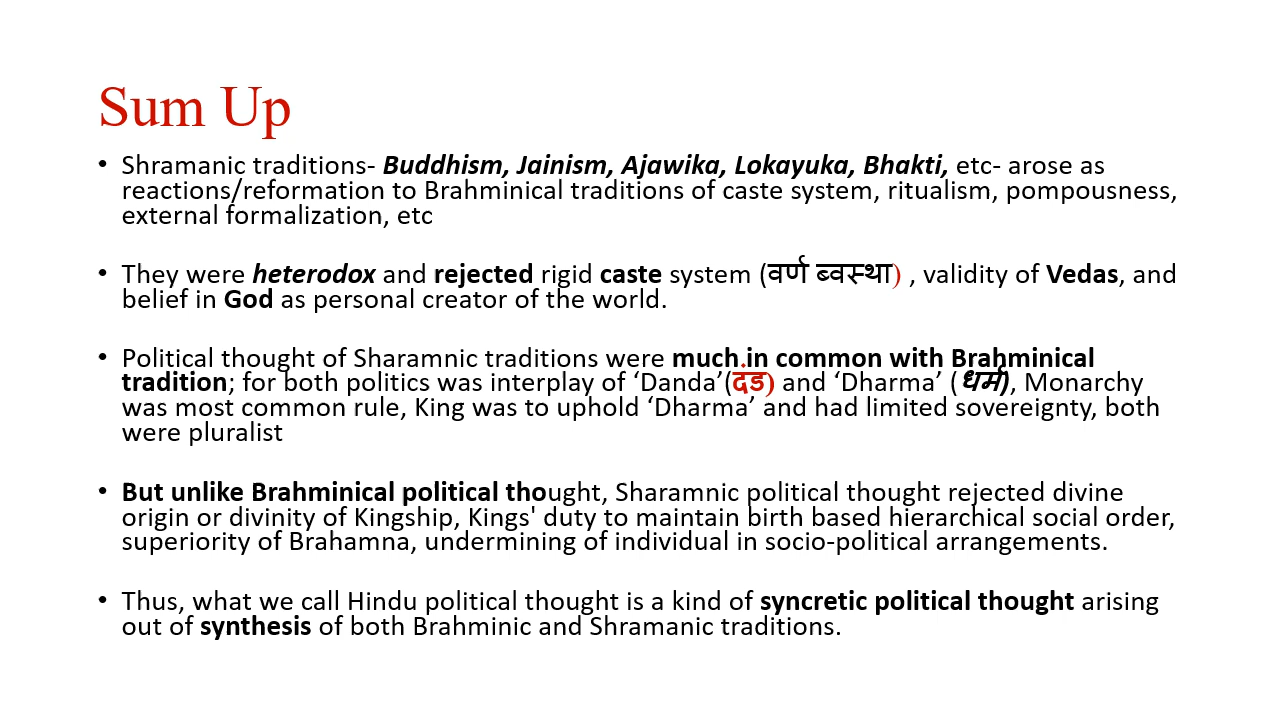 Sum Up
• Shramanic traditions- Buddhism, Jainism, Ajawika, Lokayuka, Bhakti, etc- arose as
reactions/reformation to Brahminical traditions of caste system, ritualism, pompousness,
external formalization, etc
• They were heterodox and rejected rigid caste system (वर्ण ब्वस्था) , validity of Vedas, and
belief in God as personal creator of the world.
• Political thought of Sharamnic traditions were much in common with Brahminical
tradition; for both politics was interplay of ‘Danda’(दंड) and ‘Dharma’ (धर्म), Monarchy
was most common rule, King was to uphold ‘Dharma’ and had limited sovereignty, both
were pluralist
• But unlike Brahminical political thought, Sharamnic political thought rejected divine
origin or divinity of Kingship, Kings' duty to maintain birth based hierarchical social order,
superiority of Brahamna, undermining of individual in socio-political arrangements.
• Thus, what we call Hindu political thought is a kind of syncretic political thought arising
out of synthesis of both Brahminic and Shramanic traditions.